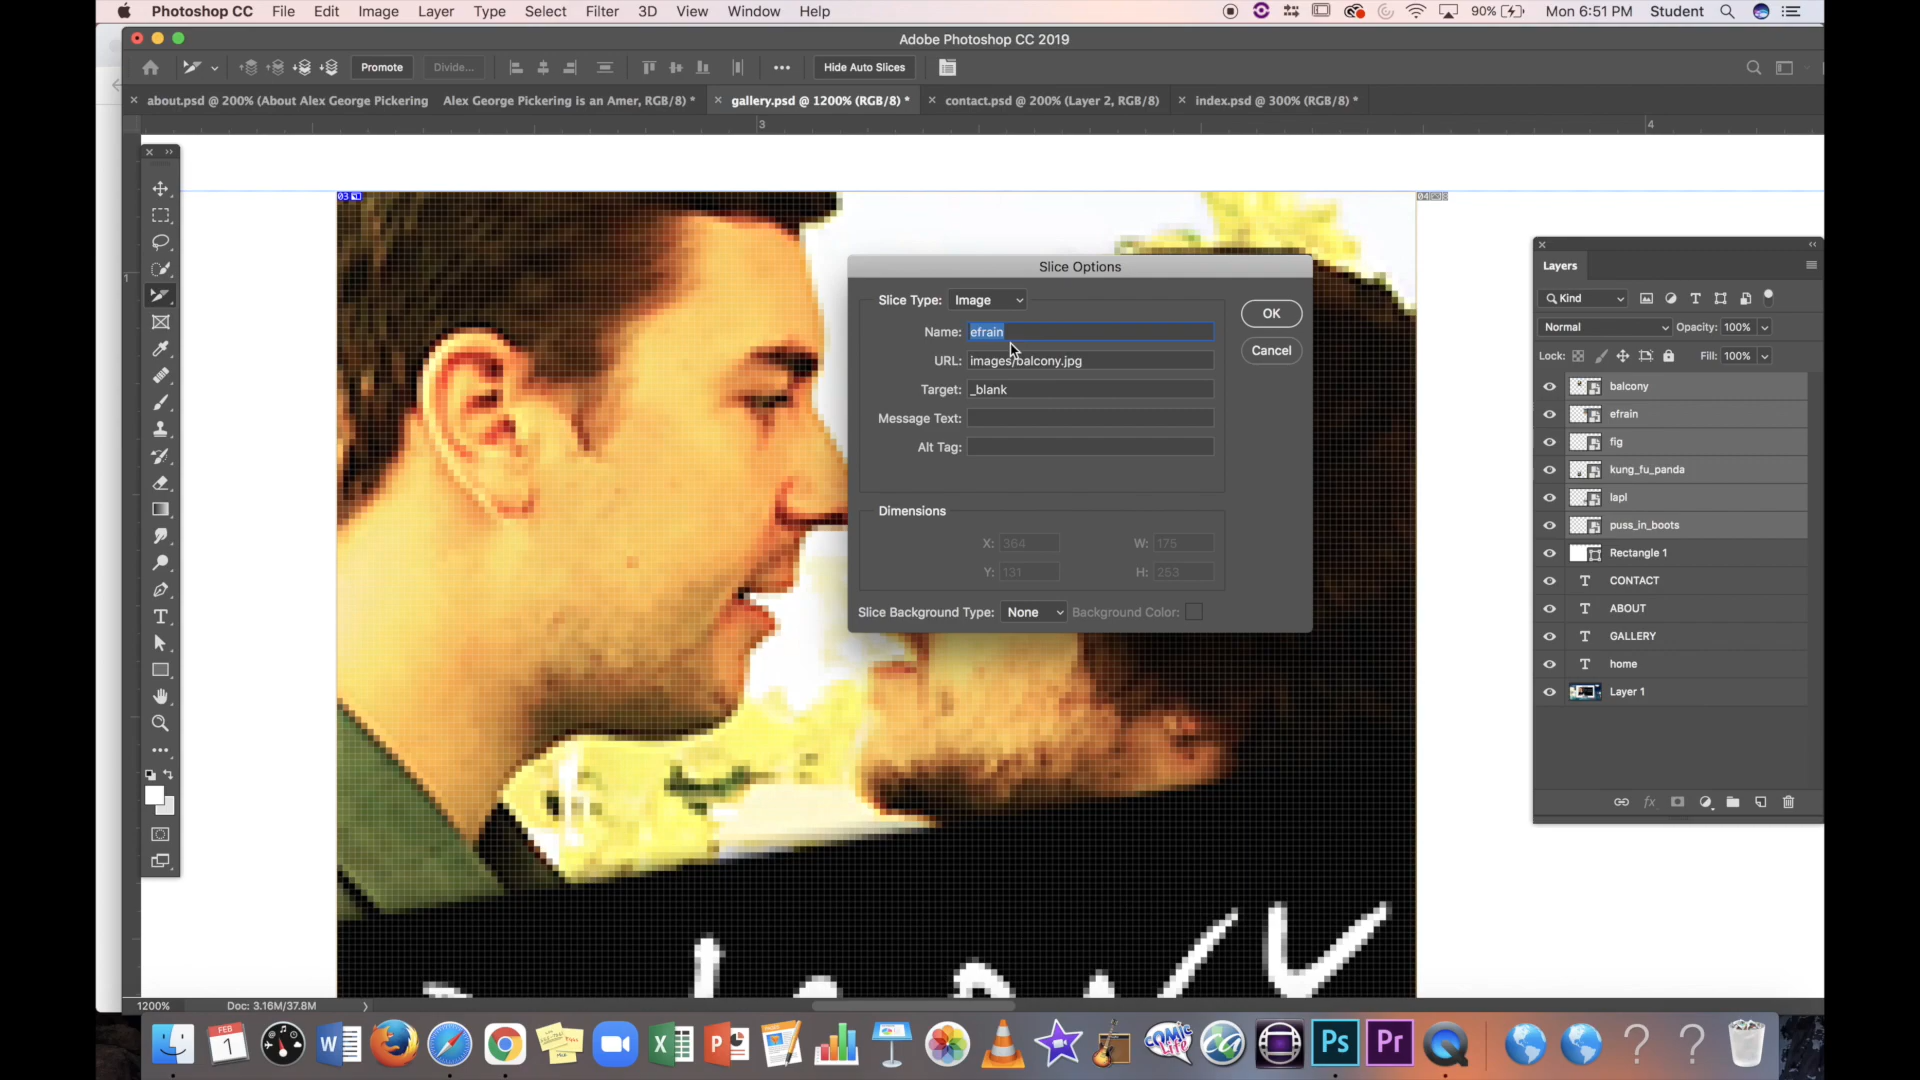 Photoshop CC File Edit Image Layer Type Select Filter 3D View Window Help 90% Mon 6:51 PM Student
Adobe Photoshop CC 2019
Promote Divide... Hide Auto Slices
about.psd @ 200% (About Alex George Pickering Alex George Pickering is an Amer, RGB/8) * gallery.psd @ 1200% (RGB/8) * contact.psd @ 200% (Layer 2, RGB/8) index.psd @ 300% (RGB/8) *
3 4
1
03
04
Slice Options
Slice Type: Image
Name: efrain
URL: images/balcony.jpg
Target: _blank
Message Text:
Alt Tag:
OK
Cancel
Dimensions
X: 364 W: 175
Y: 131 H: 253
Slice Background Type: None Background Color:
Layers
Kind
Normal Opacity: 100%
Lock: Fill: 100%
balcony
efrain
fig
kung_fu_panda
lapl
puss_in_boots
Rectangle 1
CONTACT
ABOUT
GALLERY
home
Layer 1
fx
1200% Doc: 3.16M/37.8M
FEB
1
Ps Pr